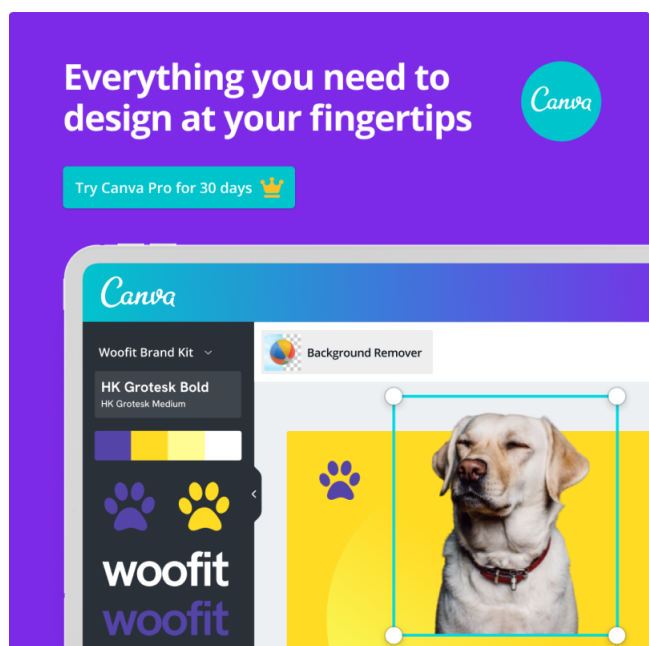 Everything you need to
design at your fingertips
Canva
Try Canva Pro for 30 days
Canva
Woofit Brand Kit
Background Remover
HK Grotesk Bold
HK Grotesk Medium
woofit
woofit